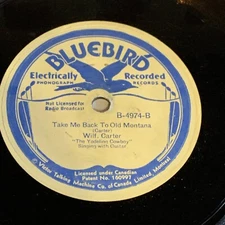 BLUEBIRD
Electrically Recorded
PHONOGRAPH RECORDS
Not Licensed for
Radio Broadcast
B-4974-B
Take Me Back To Old Montana
(Carter)
Wilf. Carter
"The Yodeling Cowboy"
Singing with Guitar
Licensed under Canadian
Patent No. 180997
Victor Talking Machine Co. of Canada, Limited, Montreal